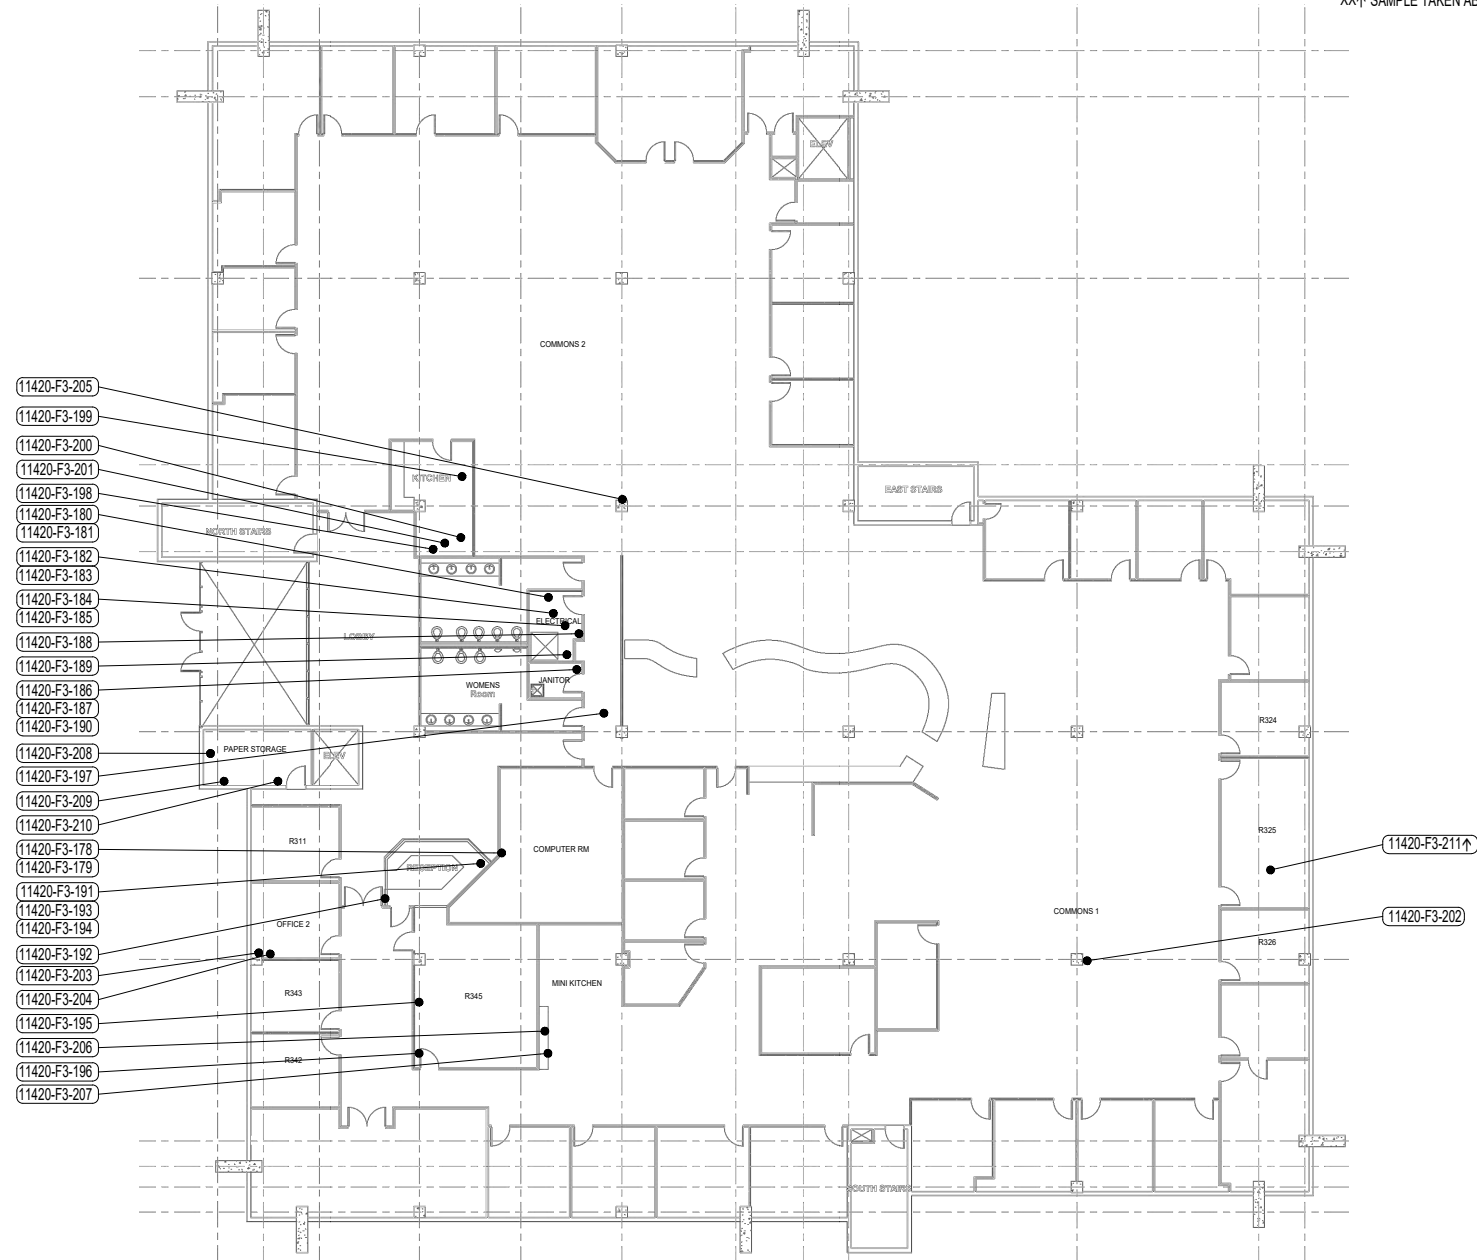 XX↑ SAMPLE TAKEN
ELEV
COMMONS 2
11420-F3-205
11420-F3-199
11420-F3-200
11420-F3-201
11420-F3-198
11420-F3-180
11420-F3-181
11420-F3-182
11420-F3-183
11420-F3-184
11420-F3-185
11420-F3-188
11420-F3-189
11420-F3-186
11420-F3-187
11420-F3-190
11420-F3-208
11420-F3-197
11420-F3-209
11420-F3-210
11420-F3-178
11420-F3-179
11420-F3-191
11420-F3-193
11420-F3-194
11420-F3-192
11420-F3-203
11420-F3-204
11420-F3-195
11420-F3-206
11420-F3-196
11420-F3-207
KITCHEN
EAST STAIRS
NORTH STAIRS
ELECTRICAL
LOBBY
JANITOR
WOMENS
Room
R324
PAPER STORAGE
ELEV
R325
R311
COMPUTER RM
11420-F3-211↑
RECEPTION
COMMONS 1
11420-F3-202
OFFICE 2
R326
MINI KITCHEN
R343
R345
R342
SOUTH STAIRS